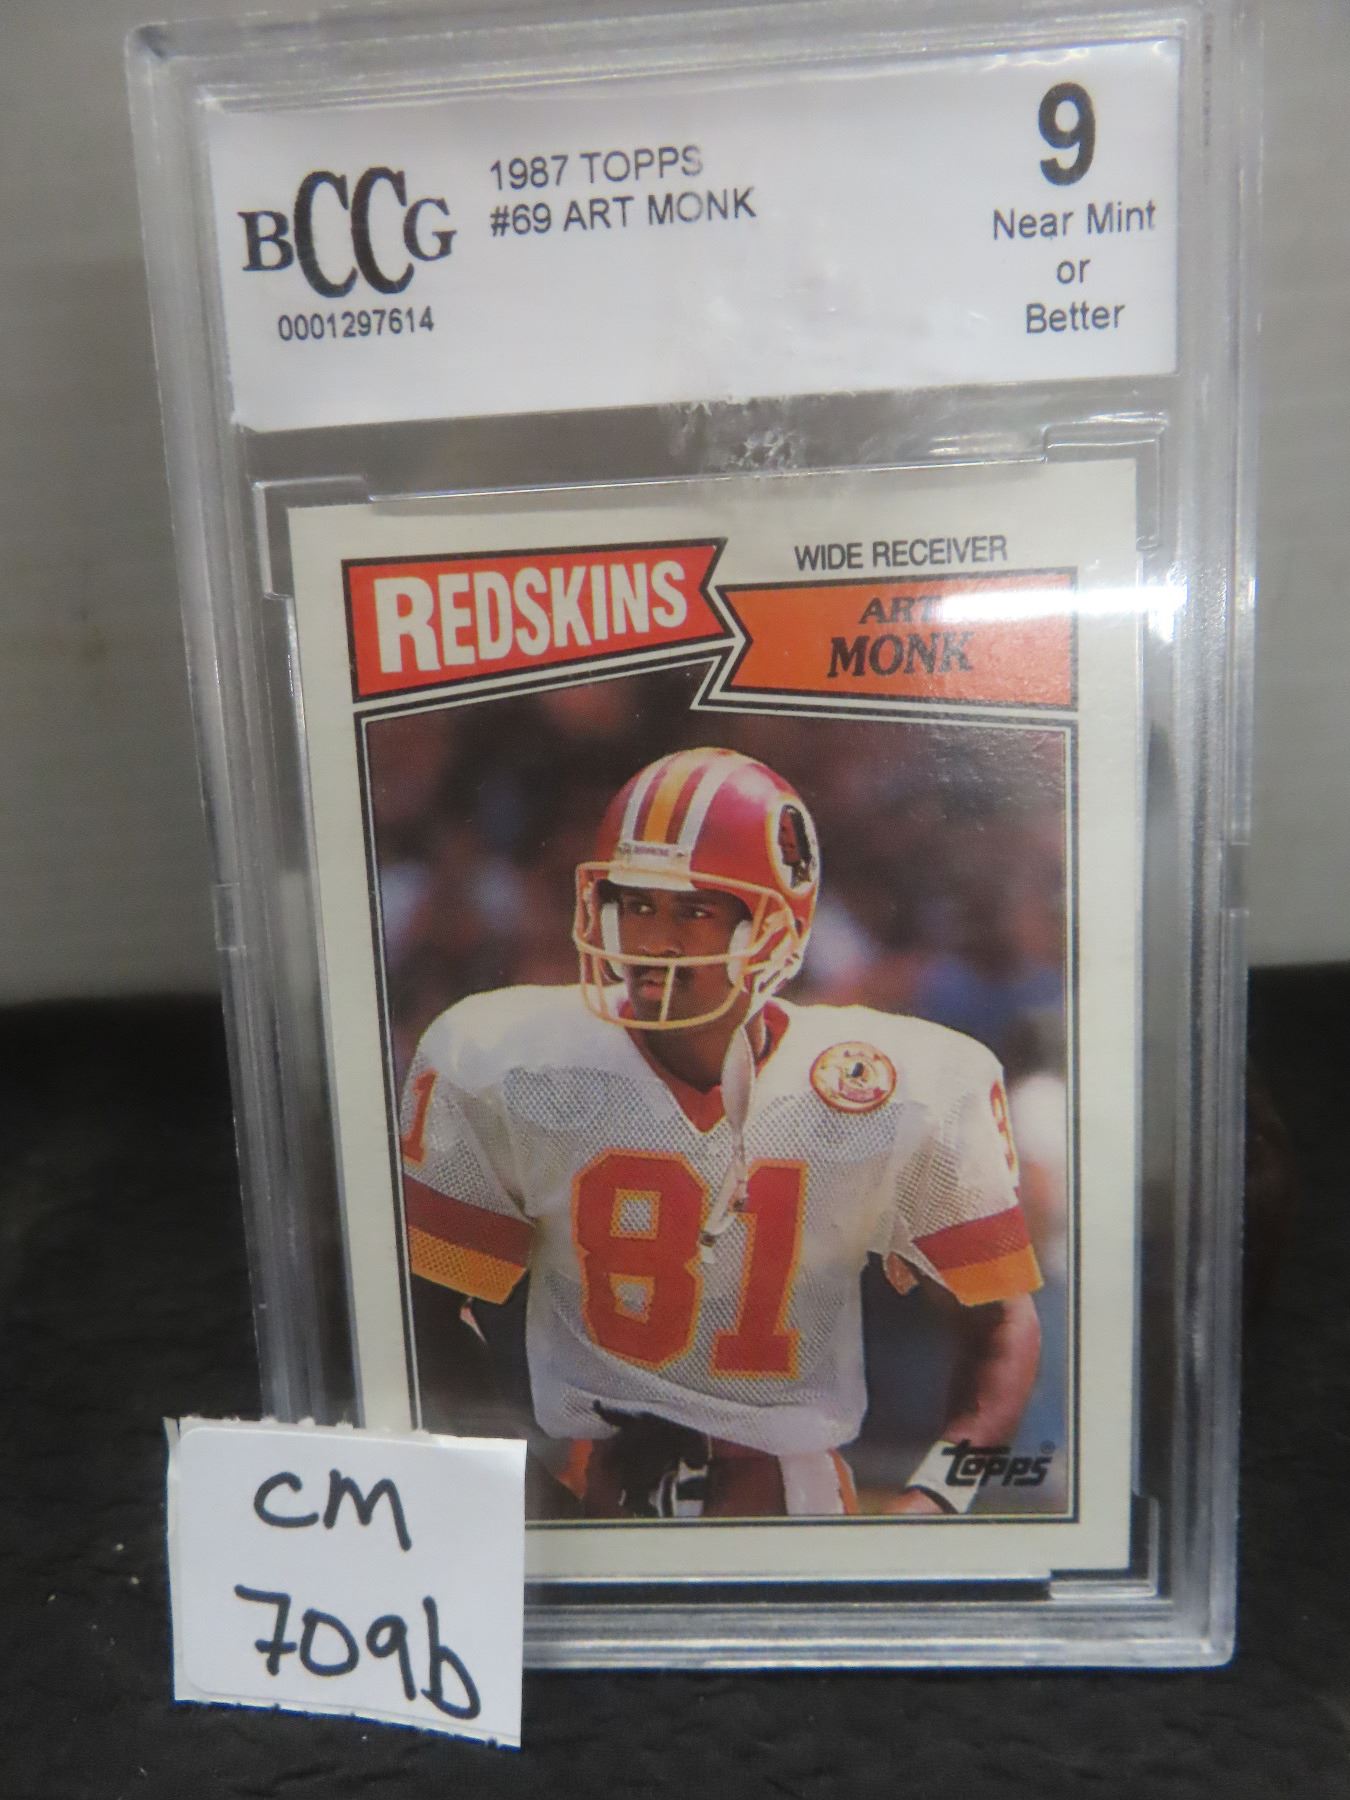 BCCG
0001297614
1987 TOPPS
#69 ART MONK
9
Near Mint
or
Better
REDSKINS
WIDE RECEIVER
ART
MONK
81
81
topps®
CM
709b